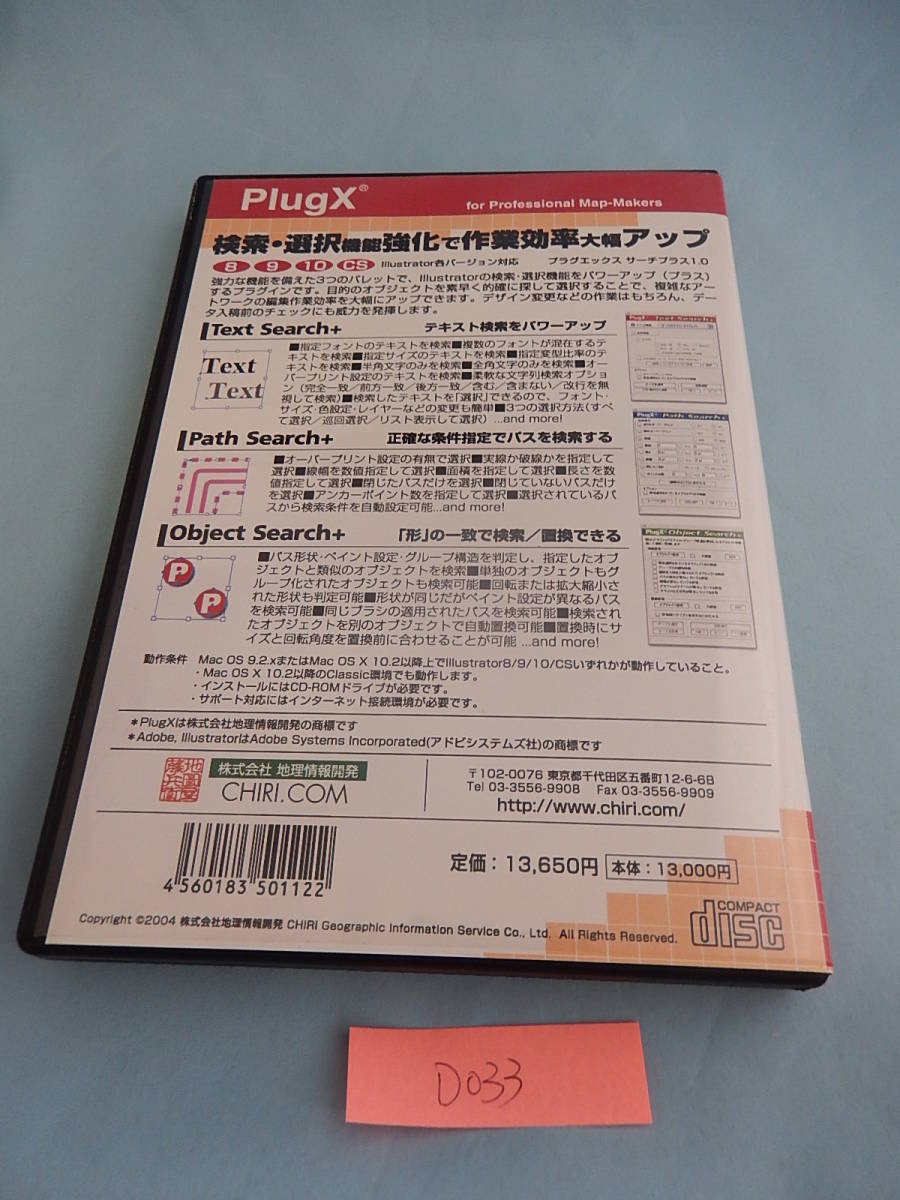 PlugX®
for Professional Map-Makers
検索・選択機能強化で作業効率大幅アップ
8 9 10 CS Illustrator各バージョン対応 プラグエックス サーチプラス1.0
強力な機能を備えた3つのパレットで、Illustratorの検索・選択機能をパワーアップ（プラス）
するプラグインです。目的のオブジェクトを素早く的確に探して選択することで、複雑なアー
トワークの編集作業効率を大幅にアップできます。デザイン変更などの作業はもちろん、デー
タ入稿前のチェックにも威力を発揮します。
Text Search+ テキスト検索をパワーアップ
Text
Text
■指定フォントのテキストを検索■複数のフォントが混在するテ
キストを検索■指定サイズのテキストを検索■指定変型比率のテ
キストを検索■半角文字のみを検索■全角文字のみを検索■オー
バープリント設定のテキストを検索■柔軟な文字列検索オプショ
ン（完全一致／前方一致／後方一致／含む／含まない／改行を無
視して検索）■検索したテキストを「選択」できるので、フォント・
サイズ・色設定・レイヤーなどの変更も簡単■3つの選択方法（すべ
て選択／巡回選択／リスト表示して選択）...and more!
PlugX Text Search+
Path Search+ 正確な条件指定でパスを検索する
■オーバープリント設定の有無で選択■実線か破線かを指定して
選択■線幅を数値指定して選択■面積を指定して選択■長さを数
値指定して選択■閉じたパスだけを選択■閉じていないパスだけ
を選択■アンカーポイント数を指定して選択■選択されているパ
スから検索条件を自動設定可能...and more!
PlugX Path Search+
Object Search+ 「形」の一致で検索／置換できる
P
P
■パス形状・ペイント設定・グループ構造を判定し、指定したオブ
ジェクトと類似のオブジェクトを検索■単独のオブジェクトもグ
ループ化されたオブジェクトも検索可能■回転または拡大縮小さ
れた形状も判定可能■形状が同じだがペイント設定が異なるパス
を検索可能■同じブラシの適用されたパスを検索可能■検索され
たオブジェクトを別のオブジェクトで自動置換可能■置換時にサ
イズと回転角度を置換前に合わせることが可能 ...and more!
PlugX Object Search+
動作条件 Mac OS 9.2.xまたはMac OS X 10.2以降上でIllustrator8/9/10/CSいずれかが動作していること。
・Mac OS X 10.2以降のClassic環境でも動作します。
・インストールにはCD-ROMドライブが必要です。
・サポート対応にはインターネット接続環境が必要です。
＊PlugXは株式会社地理情報開発の商標です
＊Adobe, IllustratorはAdobe Systems Incorporated(アドビシステムズ社)の商標です
株式会社 地理情報開発
CHIRI.COM
〒102-0076 東京都千代田区五番町12-6-6B
Tel 03-3556-9908 Fax 03-3556-9909
http://www.chiri.com/
4 560183 501122
定価：13,650円 本体：13,000円
COMPACT
disc
Copyright ©2004 株式会社地理情報開発 CHIRI Geographic Information Service Co., Ltd. All Rights Reserved.
D033